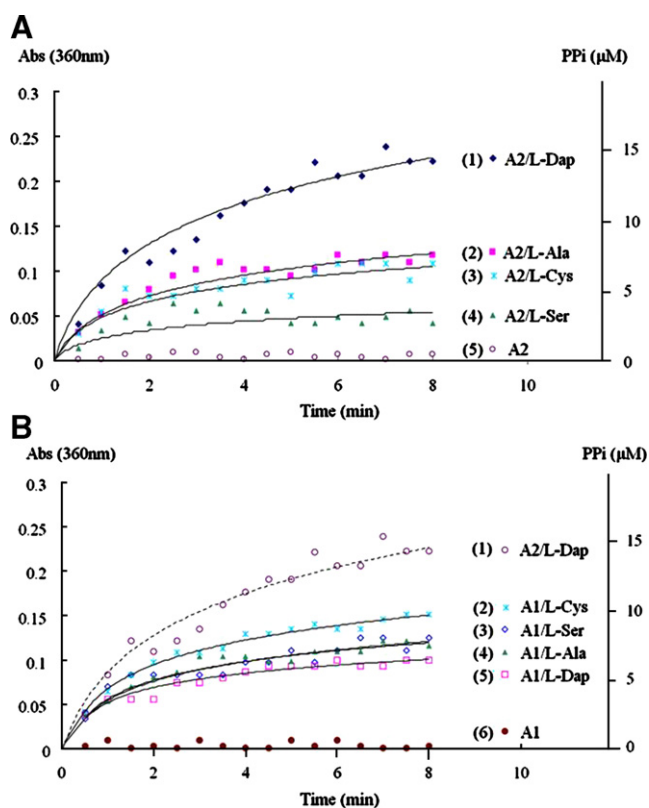 A
Abs (360nm) PPi (µM)
0.3
0.25
0.2
0.15
0.1
0.05
0
0 2 4 6 8 10
Time (min)
15
10
5
0
(1) A2/L-Dap
(2) A2/L-Ala
(3) A2/L-Cys
(4) A2/L-Ser
(5) A2
B
Abs (360nm) PPi (µM)
0.3
0.25
0.2
0.15
0.1
0.05
0
0 2 4 6 8 10
Time (min)
15
10
5
0
(1) A2/L-Dap
(2) A1/L-Cys
(3) A1/L-Ser
(4) A1/L-Ala
(5) A1/L-Dap
(6) A1